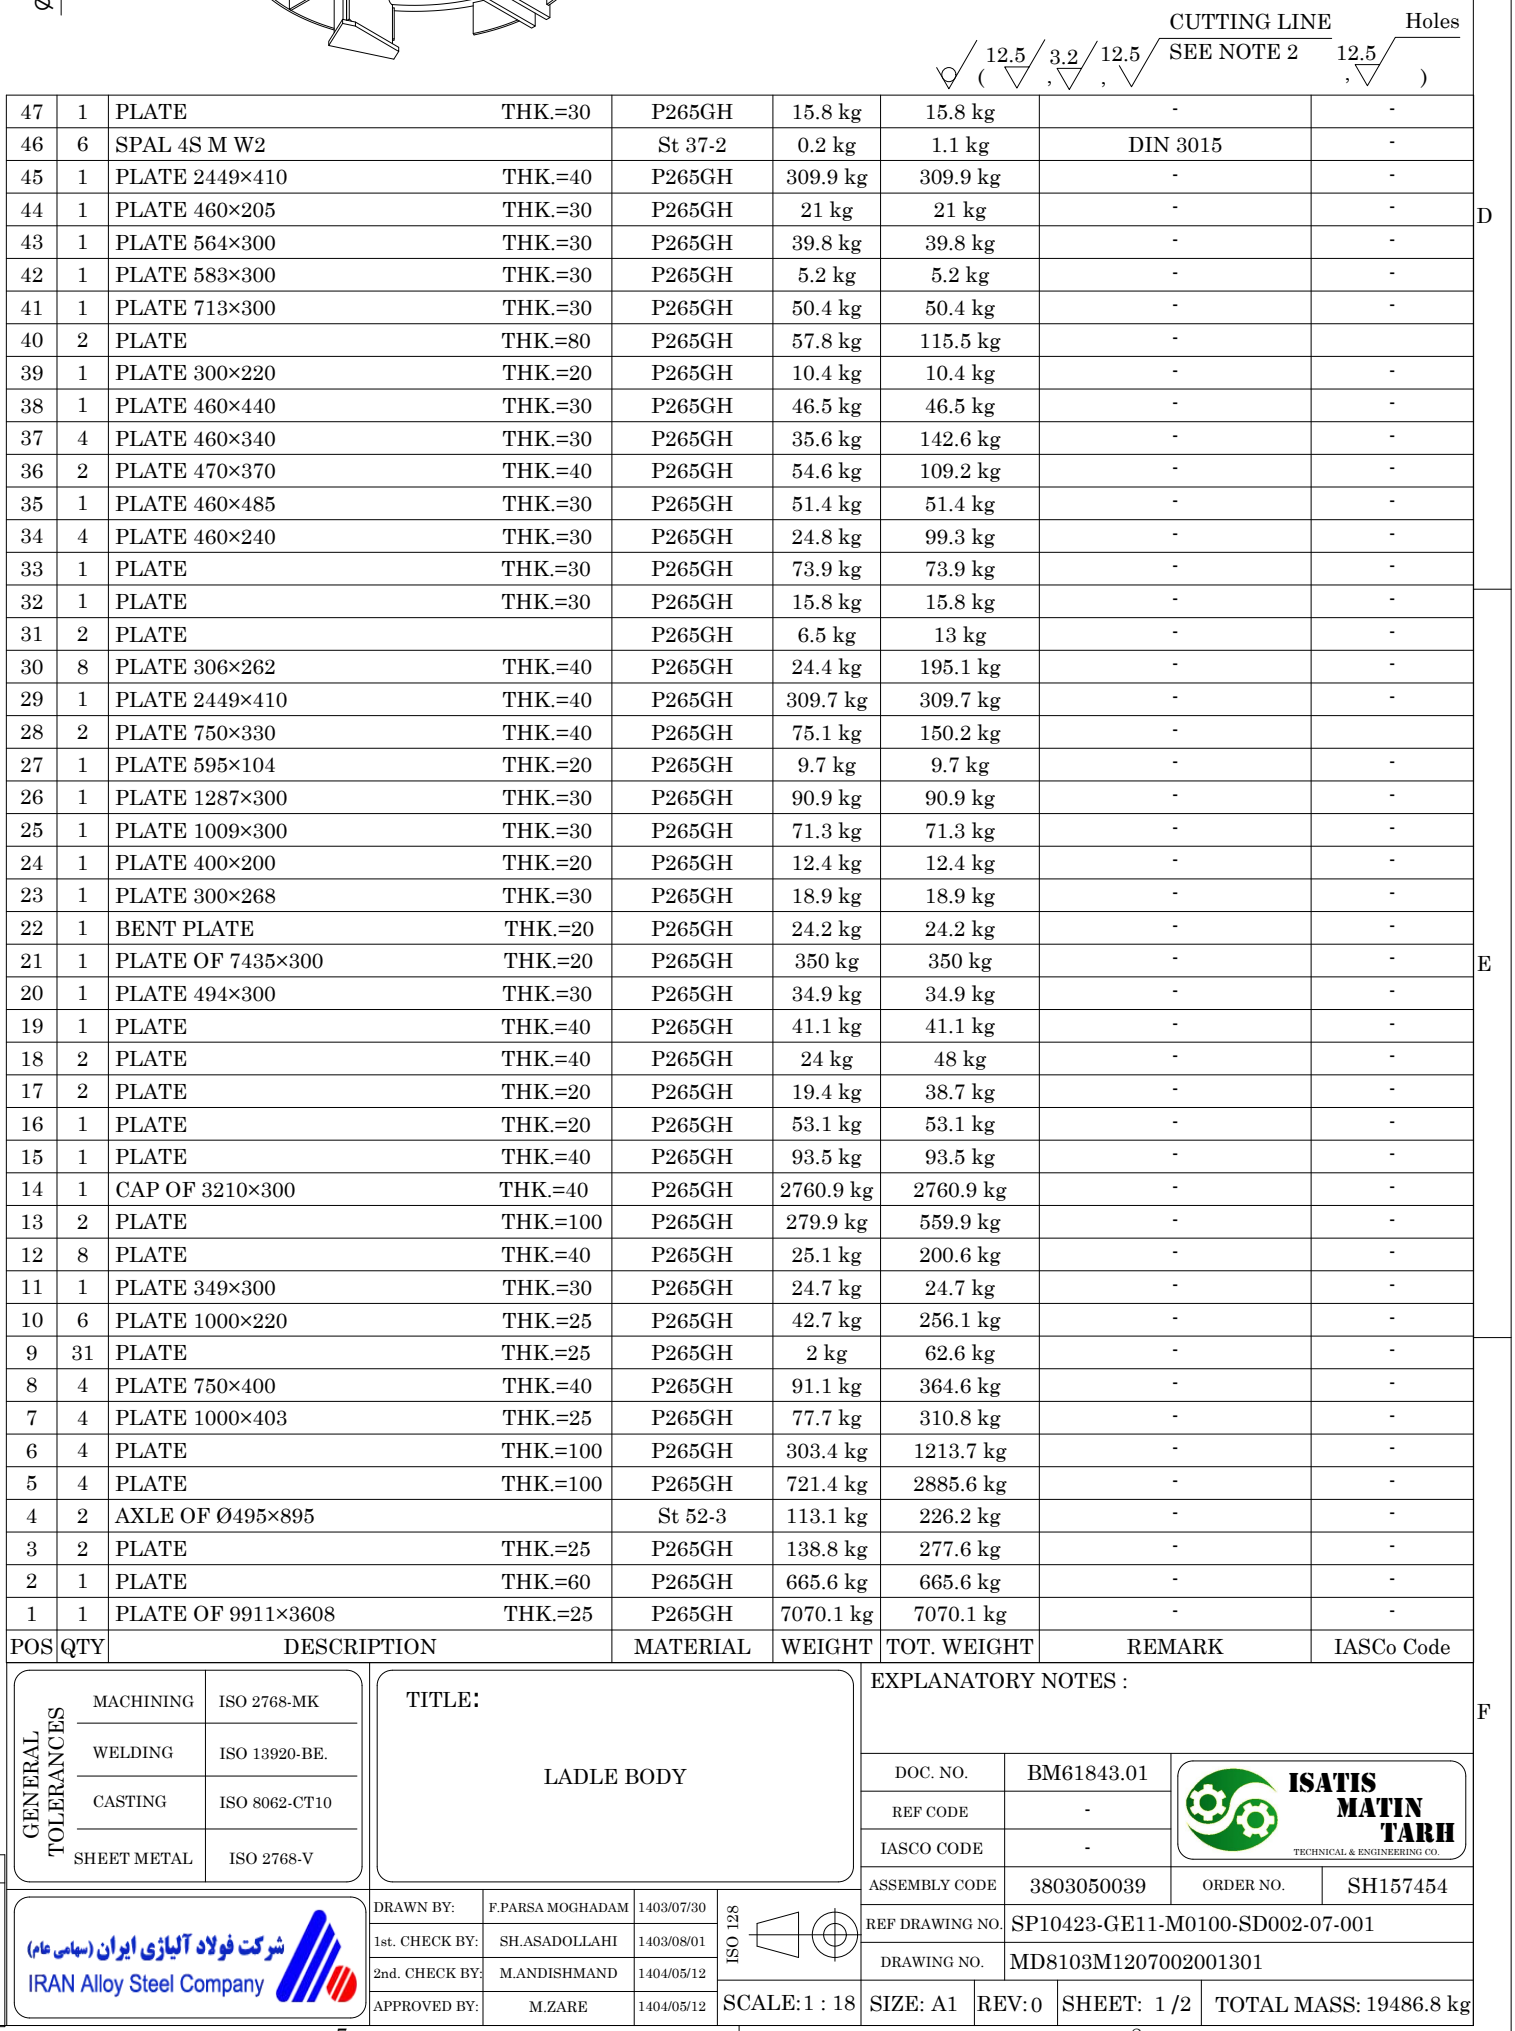 CUTTING LINE Holes
12.5 3.2 12.5 SEE NOTE 2 12.5
( , , , )
47 1 PLATE THK.=30 P265GH 15.8 kg 15.8 kg - -
46 6 SPAL 4S M W2 St 37-2 0.2 kg 1.1 kg DIN 3015 -
45 1 PLATE 2449×410 THK.=40 P265GH 309.9 kg 309.9 kg - -
44 1 PLATE 460×205 THK.=30 P265GH 21 kg 21 kg - -
D
43 1 PLATE 564×300 THK.=30 P265GH 39.8 kg 39.8 kg - -
42 1 PLATE 583×300 THK.=30 P265GH 5.2 kg 5.2 kg - -
41 1 PLATE 713×300 THK.=30 P265GH 50.4 kg 50.4 kg - -
40 2 PLATE THK.=80 P265GH 57.8 kg 115.5 kg -
39 1 PLATE 300×220 THK.=20 P265GH 10.4 kg 10.4 kg - -
38 1 PLATE 460×440 THK.=30 P265GH 46.5 kg 46.5 kg - -
37 4 PLATE 460×340 THK.=30 P265GH 35.6 kg 142.6 kg - -
36 2 PLATE 470×370 THK.=40 P265GH 54.6 kg 109.2 kg - -
35 1 PLATE 460×485 THK.=30 P265GH 51.4 kg 51.4 kg - -
34 4 PLATE 460×240 THK.=30 P265GH 24.8 kg 99.3 kg - -
33 1 PLATE THK.=30 P265GH 73.9 kg 73.9 kg - -
32 1 PLATE THK.=30 P265GH 15.8 kg 15.8 kg - -
31 2 PLATE P265GH 6.5 kg 13 kg - -
30 8 PLATE 306×262 THK.=40 P265GH 24.4 kg 195.1 kg - -
29 1 PLATE 2449×410 THK.=40 P265GH 309.7 kg 309.7 kg - -
28 2 PLATE 750×330 THK.=40 P265GH 75.1 kg 150.2 kg -
27 1 PLATE 595×104 THK.=20 P265GH 9.7 kg 9.7 kg - -
26 1 PLATE 1287×300 THK.=30 P265GH 90.9 kg 90.9 kg - -
25 1 PLATE 1009×300 THK.=30 P265GH 71.3 kg 71.3 kg - -
24 1 PLATE 400×200 THK.=20 P265GH 12.4 kg 12.4 kg - -
23 1 PLATE 300×268 THK.=30 P265GH 18.9 kg 18.9 kg - -
22 1 BENT PLATE THK.=20 P265GH 24.2 kg 24.2 kg - -
21 1 PLATE OF 7435×300 THK.=20 P265GH 350 kg 350 kg - -
E
20 1 PLATE 494×300 THK.=30 P265GH 34.9 kg 34.9 kg - -
19 1 PLATE THK.=40 P265GH 41.1 kg 41.1 kg - -
18 2 PLATE THK.=40 P265GH 24 kg 48 kg - -
17 2 PLATE THK.=20 P265GH 19.4 kg 38.7 kg - -
16 1 PLATE THK.=20 P265GH 53.1 kg 53.1 kg - -
15 1 PLATE THK.=40 P265GH 93.5 kg 93.5 kg - -
14 1 CAP OF 3210×300 THK.=40 P265GH 2760.9 kg 2760.9 kg - -
13 2 PLATE THK.=100 P265GH 279.9 kg 559.9 kg - -
12 8 PLATE THK.=40 P265GH 25.1 kg 200.6 kg - -
11 1 PLATE 349×300 THK.=30 P265GH 24.7 kg 24.7 kg - -
10 6 PLATE 1000×220 THK.=25 P265GH 42.7 kg 256.1 kg - -
9 31 PLATE THK.=25 P265GH 2 kg 62.6 kg - -
8 4 PLATE 750×400 THK.=40 P265GH 91.1 kg 364.6 kg - -
7 4 PLATE 1000×403 THK.=25 P265GH 77.7 kg 310.8 kg - -
6 4 PLATE THK.=100 P265GH 303.4 kg 1213.7 kg - -
5 4 PLATE THK.=100 P265GH 721.4 kg 2885.6 kg - -
4 2 AXLE OF Ø495×895 St 52-3 113.1 kg 226.2 kg - -
3 2 PLATE THK.=25 P265GH 138.8 kg 277.6 kg - -
2 1 PLATE THK.=60 P265GH 665.6 kg 665.6 kg - -
1 1 PLATE OF 9911×3608 THK.=25 P265GH 7070.1 kg 7070.1 kg - -
POS QTY DESCRIPTION MATERIAL WEIGHT TOT. WEIGHT REMARK IASCo Code
GENERAL TOLERANCES
MACHINING ISO 2768-MK
WELDING ISO 13920-BE.
CASTING ISO 8062-CT10
SHEET METAL ISO 2768-V
TITLE:
LADLE BODY
EXPLANATORY NOTES :
F
DOC. NO. BM61843.01
REF CODE -
IASCO CODE -
ISATIS
MATIN
TARH
TECHNICAL & ENGINEERING CO.
ASSEMBLY CODE 3803050039 ORDER NO. SH157454
REF DRAWING NO. SP10423-GE11-M0100-SD002-07-001
DRAWING NO. MD8103M1207002001301
شرکت فولاد آلیاژی ایران (سهامی عام)
IRAN Alloy Steel Company
DRAWN BY: F.PARSA MOGHADAM 1403/07/30
1st. CHECK BY: SH.ASADOLLAHI 1403/08/01
2nd. CHECK BY: M.ANDISHMAND 1404/05/12
APPROVED BY: M.ZARE 1404/05/12
ISO 128
SCALE:1 : 18 SIZE: A1 REV:0 SHEET: 1 /2 TOTAL MASS: 19486.8 kg